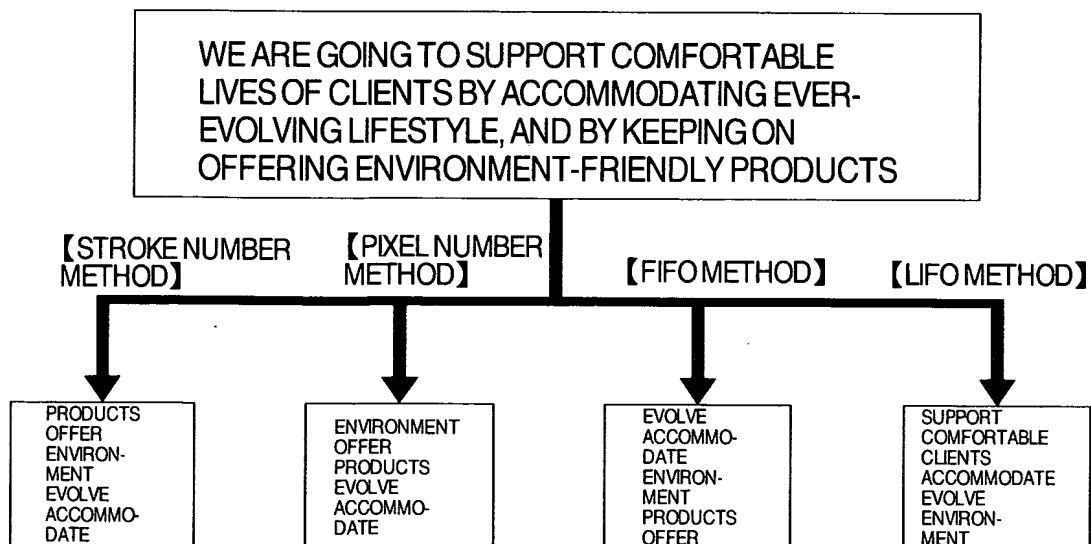 WE ARE GOING TO SUPPORT COMFORTABLE
LIVES OF CLIENTS BY ACCOMMODATING EVER-
EVOLVING LIFESTYLE, AND BY KEEPING ON
OFFERING ENVIRONMENT-FRIENDLY PRODUCTS
【STROKE NUMBER
METHOD】
【PIXEL NUMBER
METHOD】
【FIFO METHOD】
【LIFO METHOD】
PRODUCTS
OFFER
ENVIRON-
MENT
EVOLVE
ACCOMMO-
DATE
ENVIRONMENT
OFFER
PRODUCTS
EVOLVE
ACCOMMO-
DATE
EVOLVE
ACCOMMO-
DATE
ENVIRON-
MENT
PRODUCTS
OFFER
SUPPORT
COMFORTABLE
CLIENTS
ACCOMMODATE
EVOLVE
ENVIRON-
MENT